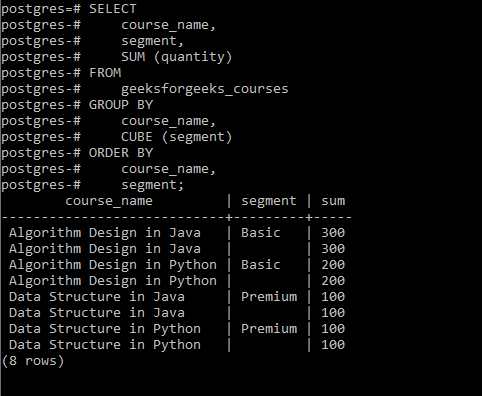 postgres=# SELECT
postgres-#     course_name,
postgres-#     segment,
postgres-#     SUM (quantity)
postgres-# FROM
postgres-#     geeksforgeeks_courses
postgres-# GROUP BY
postgres-#     course_name,
postgres-#     CUBE (segment)
postgres-# ORDER BY
postgres-#     course_name,
postgres-#     segment;
        course_name         | segment | sum
----------------------------+---------+-----
 Algorithm Design in Java   | Basic   | 300
 Algorithm Design in Java   |         | 300
 Algorithm Design in Python | Basic   | 200
 Algorithm Design in Python |         | 200
 Data Structure in Java     | Premium | 100
 Data Structure in Java     |         | 100
 Data Structure in Python   | Premium | 100
 Data Structure in Python   |         | 100
(8 rows)